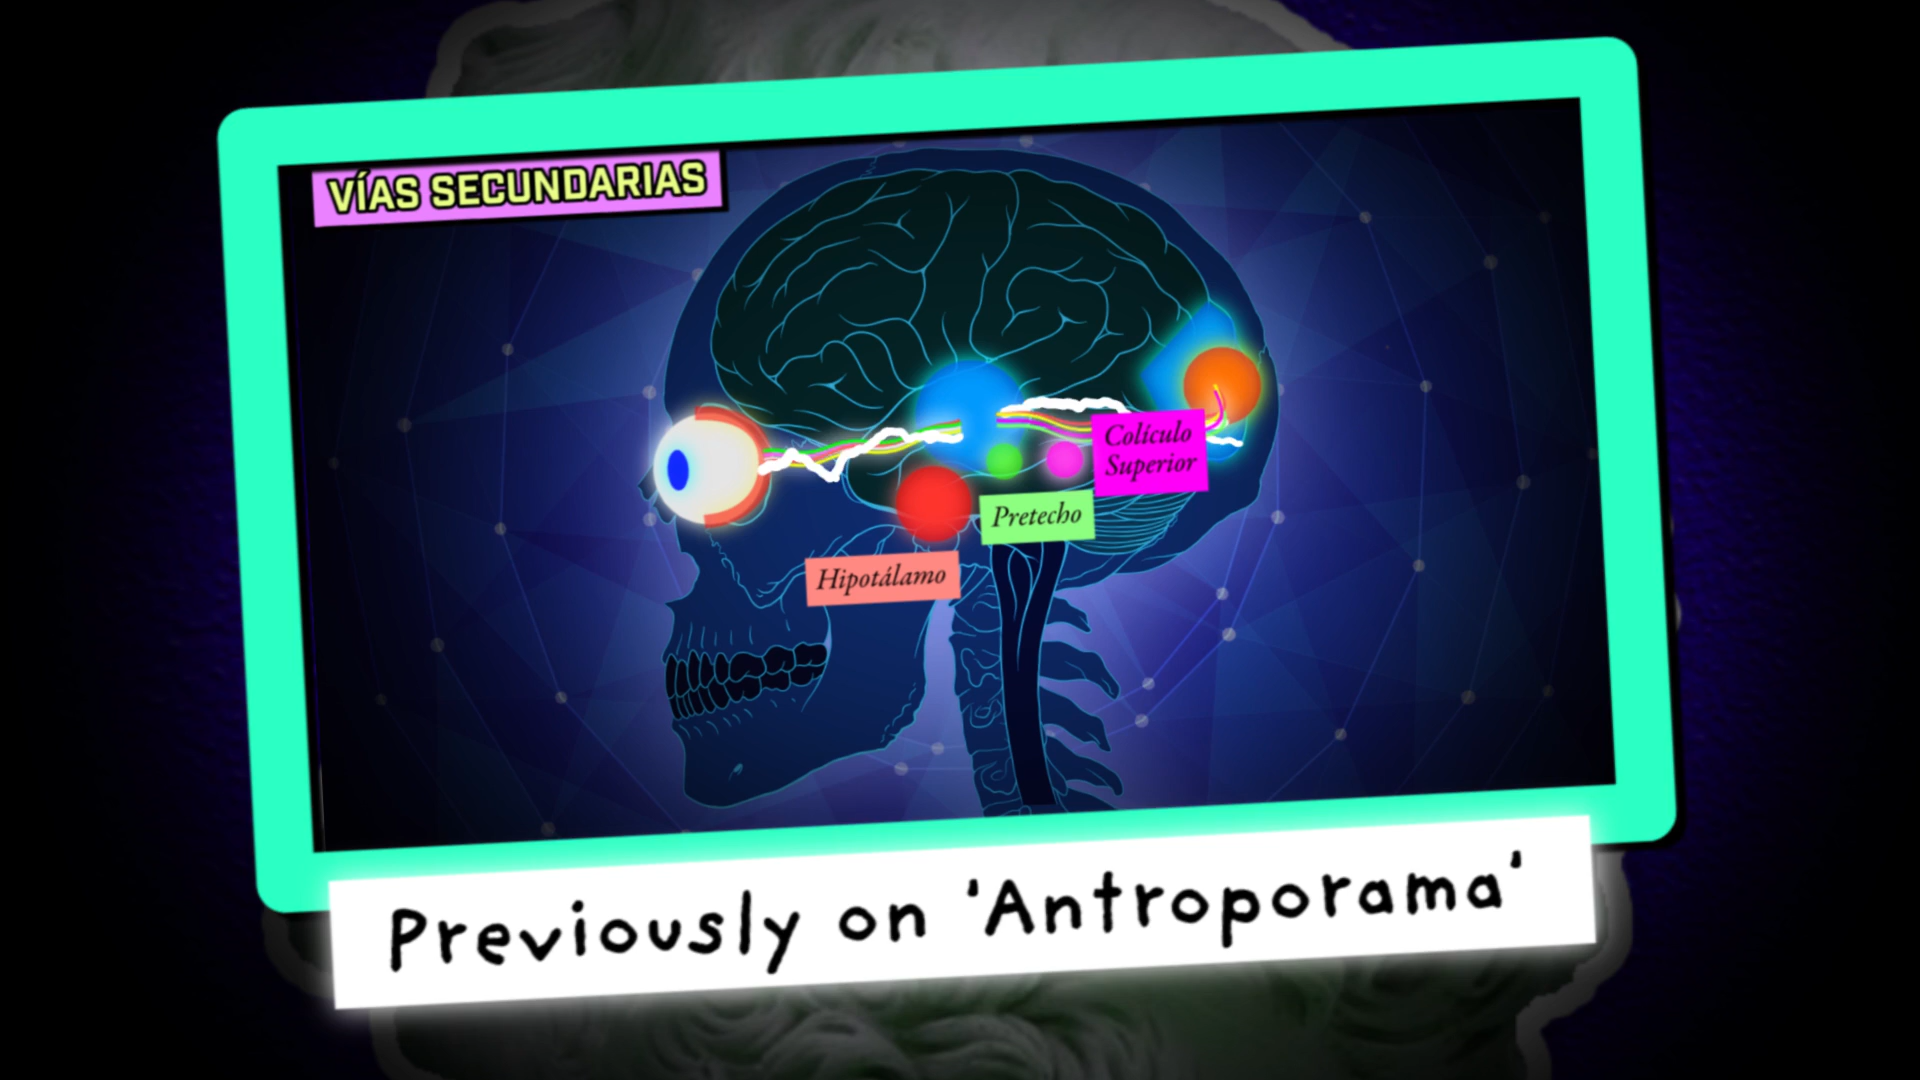 VÍAS SECUNDARIAS
Colículo
Superior
Pretecho
Hipotálamo
Previously on 'Antroporama'